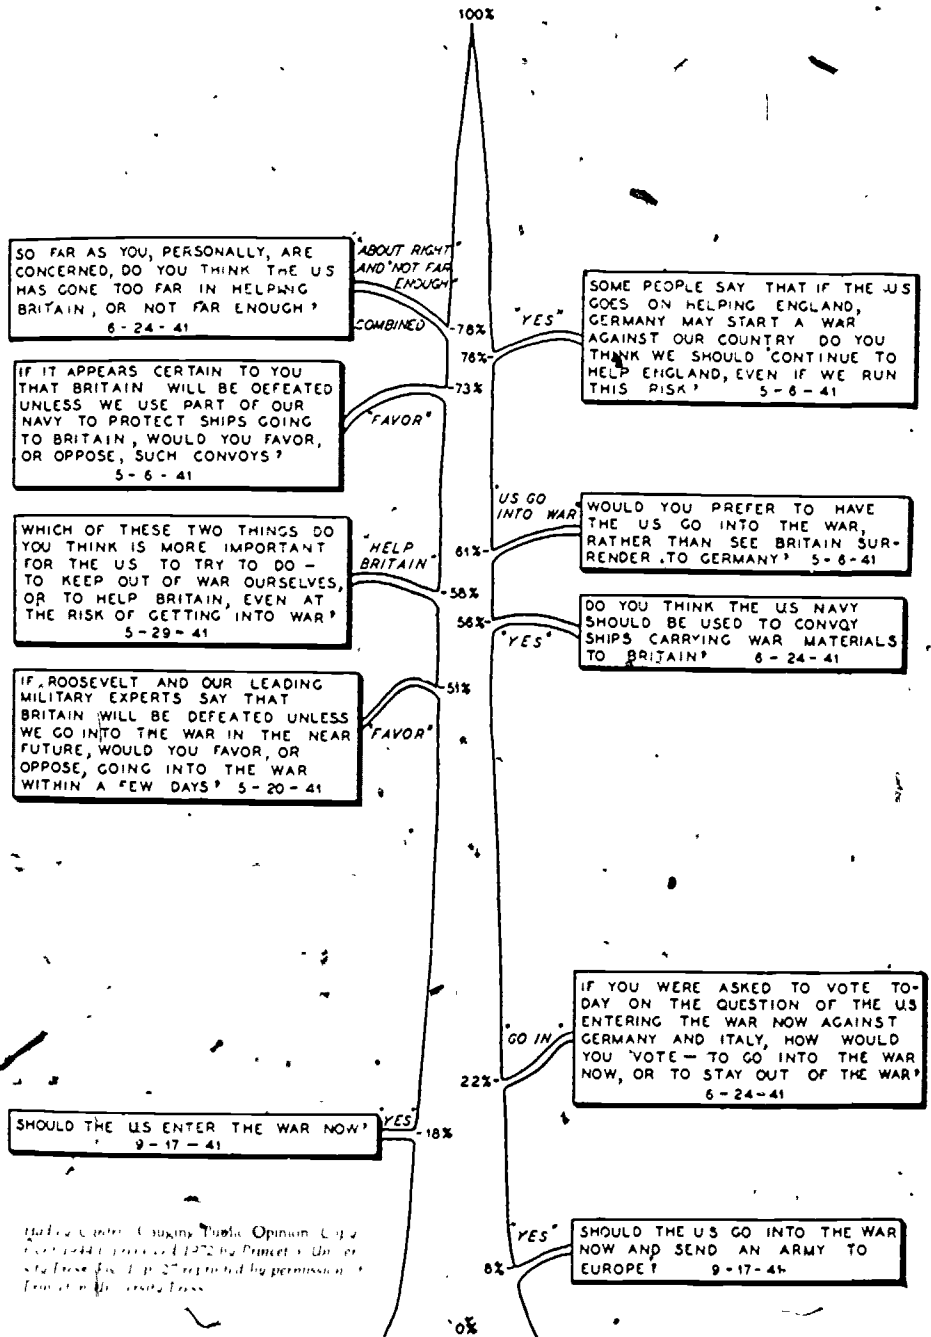 100%
SO FAR AS YOU, PERSONALLY, ARE
CONCERNED, DO YOU THINK THE US
HAS GONE TOO FAR IN HELPING
BRITAIN, OR NOT FAR ENOUGH?
6-24-41
"ABOUT RIGHT"
AND "NOT FAR
ENOUGH"
COMBINED
78%
SOME PEOPLE SAY THAT IF THE US
GOES ON HELPING ENGLAND,
GERMANY MAY START A WAR
AGAINST OUR COUNTRY DO YOU
THINK WE SHOULD CONTINUE TO
HELP ENGLAND, EVEN IF WE RUN
THIS RISK? 5-6-41
"YES"
76%
IF IT APPEARS CERTAIN TO YOU
THAT BRITAIN WILL BE DEFEATED
UNLESS WE USE PART OF OUR
NAVY TO PROTECT SHIPS GOING
TO BRITAIN, WOULD YOU FAVOR,
OR OPPOSE, SUCH CONVOYS?
5-6-41
"FAVOR"
73%
"US GO
INTO WAR"
WOULD YOU PREFER TO HAVE
THE US GO INTO THE WAR,
RATHER THAN SEE BRITAIN SUR-
RENDER TO GERMANY? 5-6-41
61%
WHICH OF THESE TWO THINGS DO
YOU THINK IS MORE IMPORTANT
FOR THE US TO TRY TO DO —
TO KEEP OUT OF WAR OURSELVES,
OR TO HELP BRITAIN, EVEN AT
THE RISK OF GETTING INTO WAR?
5-29-41
"HELP
BRITAIN"
58%
DO YOU THINK THE US NAVY
SHOULD BE USED TO CONVOY
SHIPS CARRYING WAR MATERIALS
TO BRITAIN? 6-24-41
"YES"
56%
IF ROOSEVELT AND OUR LEADING
MILITARY EXPERTS SAY THAT
BRITAIN WILL BE DEFEATED UNLESS
WE GO INTO THE WAR IN THE NEAR
FUTURE, WOULD YOU FAVOR, OR
OPPOSE, GOING INTO THE WAR
WITHIN A FEW DAYS? 5-20-41
"FAVOR"
51%
IF YOU WERE ASKED TO VOTE TO-
DAY ON THE QUESTION OF THE US
ENTERING THE WAR NOW AGAINST
GERMANY AND ITALY, HOW WOULD
YOU VOTE — TO GO INTO THE WAR
NOW, OR TO STAY OUT OF THE WAR?
6-24-41
"GO IN"
22%
SHOULD THE US ENTER THE WAR NOW?
9-17-41
"YES"
18%
SHOULD THE US GO INTO THE WAR
NOW AND SEND AN ARMY TO
EUROPE? 9-17-41
"YES"
8%
0%
Public Opinion
1972 by
by permission